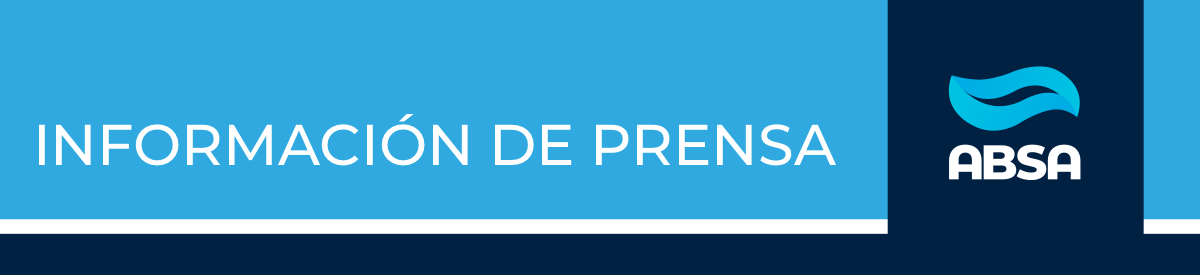 INFORMACIÓN DE PRENSA
ABSA